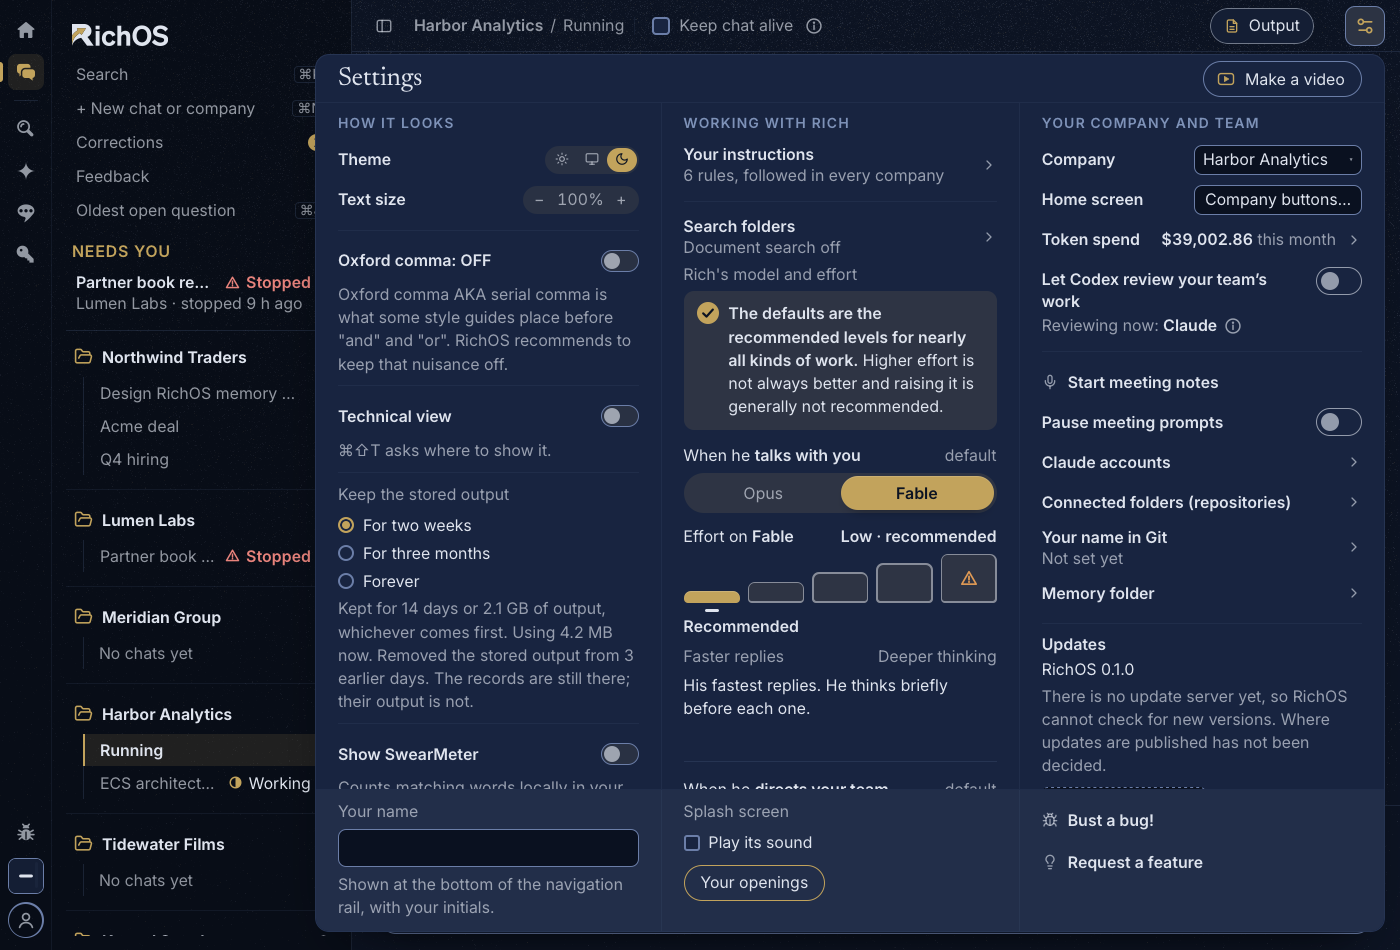 RichOS
Search
+ New chat or company
Corrections
Feedback
Oldest open question
NEEDS YOU
Partner book re... Stopped
Lumen Labs · stopped 9 h ago
Northwind Traders
Design RichOS memory ...
Acme deal
Q4 hiring
Lumen Labs
Partner book ... Stopped
Meridian Group
No chats yet
Harbor Analytics
Running
ECS architect... Working
Tidewater Films
No chats yet
Harbor Analytics / Running
Keep chat alive
Output
Settings
Make a video
HOW IT LOOKS
Theme
Text size
− 100% +
Oxford comma: OFF
Oxford comma AKA serial comma is
what some style guides place before
"and" and "or". RichOS recommends to
keep that nuisance off.
Technical view
⌘⇧T asks where to show it.
Keep the stored output
For two weeks
For three months
Forever
Kept for 14 days or 2.1 GB of output,
whichever comes first. Using 4.2 MB
now. Removed the stored output from 3
earlier days. The records are still there;
their output is not.
Show SwearMeter
Counts matching words locally in your
Your name
Shown at the bottom of the navigation
rail, with your initials.
WORKING WITH RICH
Your instructions
6 rules, followed in every company
Search folders
Document search off
Rich's model and effort
The defaults are the
recommended levels for nearly
all kinds of work. Higher effort is
not always better and raising it is
generally not recommended.
When he talks with you default
Opus Fable
Effort on Fable Low · recommended
Recommended
Faster replies Deeper thinking
His fastest replies. He thinks briefly
before each one.
When he directs your team default
Splash screen
Play its sound
Your openings
YOUR COMPANY AND TEAM
Company Harbor Analytics
Home screen Company buttons...
Token spend $39,002.86 this month
Let Codex review your team's
work
Reviewing now: Claude
Start meeting notes
Pause meeting prompts
Claude accounts
Connected folders (repositories)
Your name in Git
Not set yet
Memory folder
Updates
RichOS 0.1.0
There is no update server yet, so RichOS
cannot check for new versions. Where
updates are published has not been
decided.
Bust a bug!
Request a feature